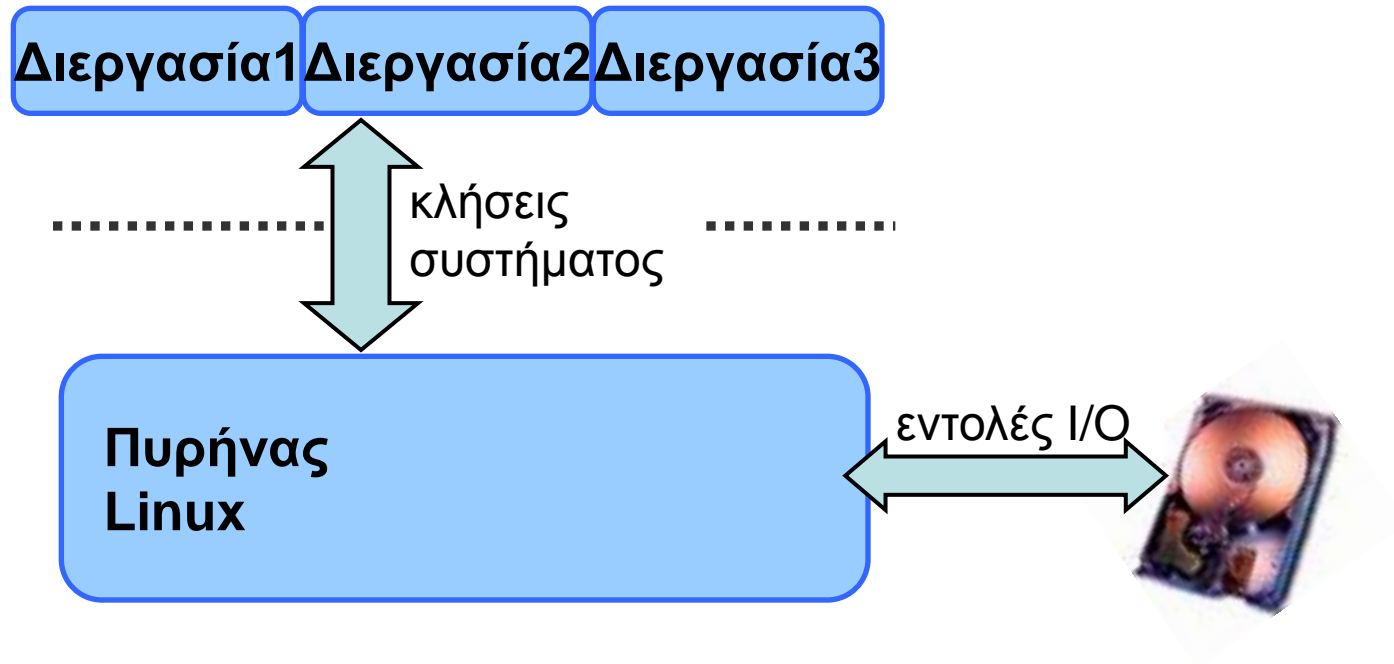 Διεργασία1 Διεργασία2 Διεργασία3
κλήσεις
συστήματος
εντολές I/O
Πυρήνας
Linux